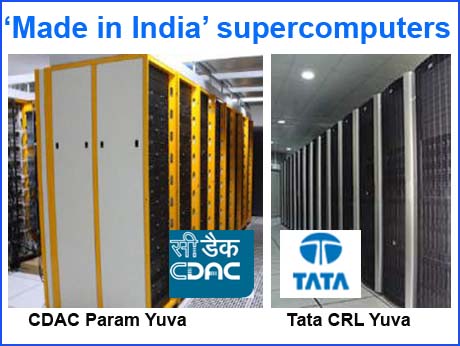 ‘Made in India’ supercomputers
सी डैक
CDAC
TATA
CDAC Param Yuva
Tata CRL Yuva